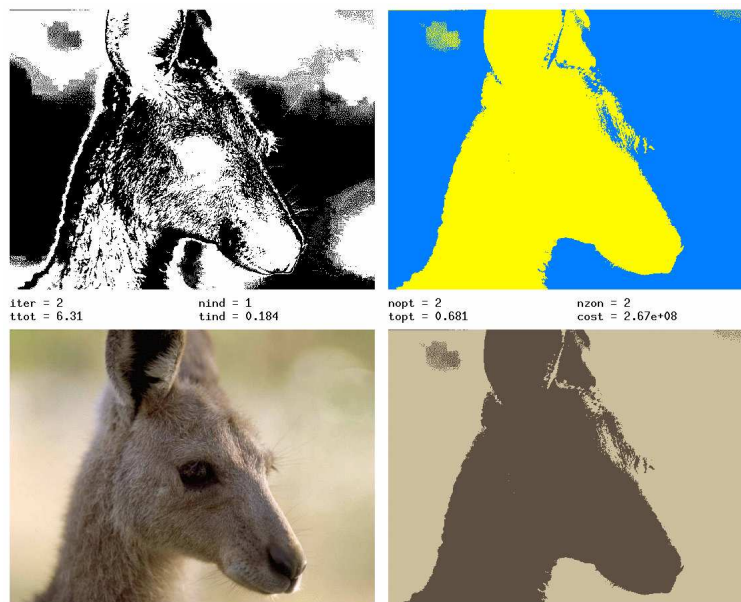 iter = 2 nind = 1 nopt = 2 nzon = 2
ttot = 6.31 tind = 0.184 topt = 0.681 cost = 2.67e+08